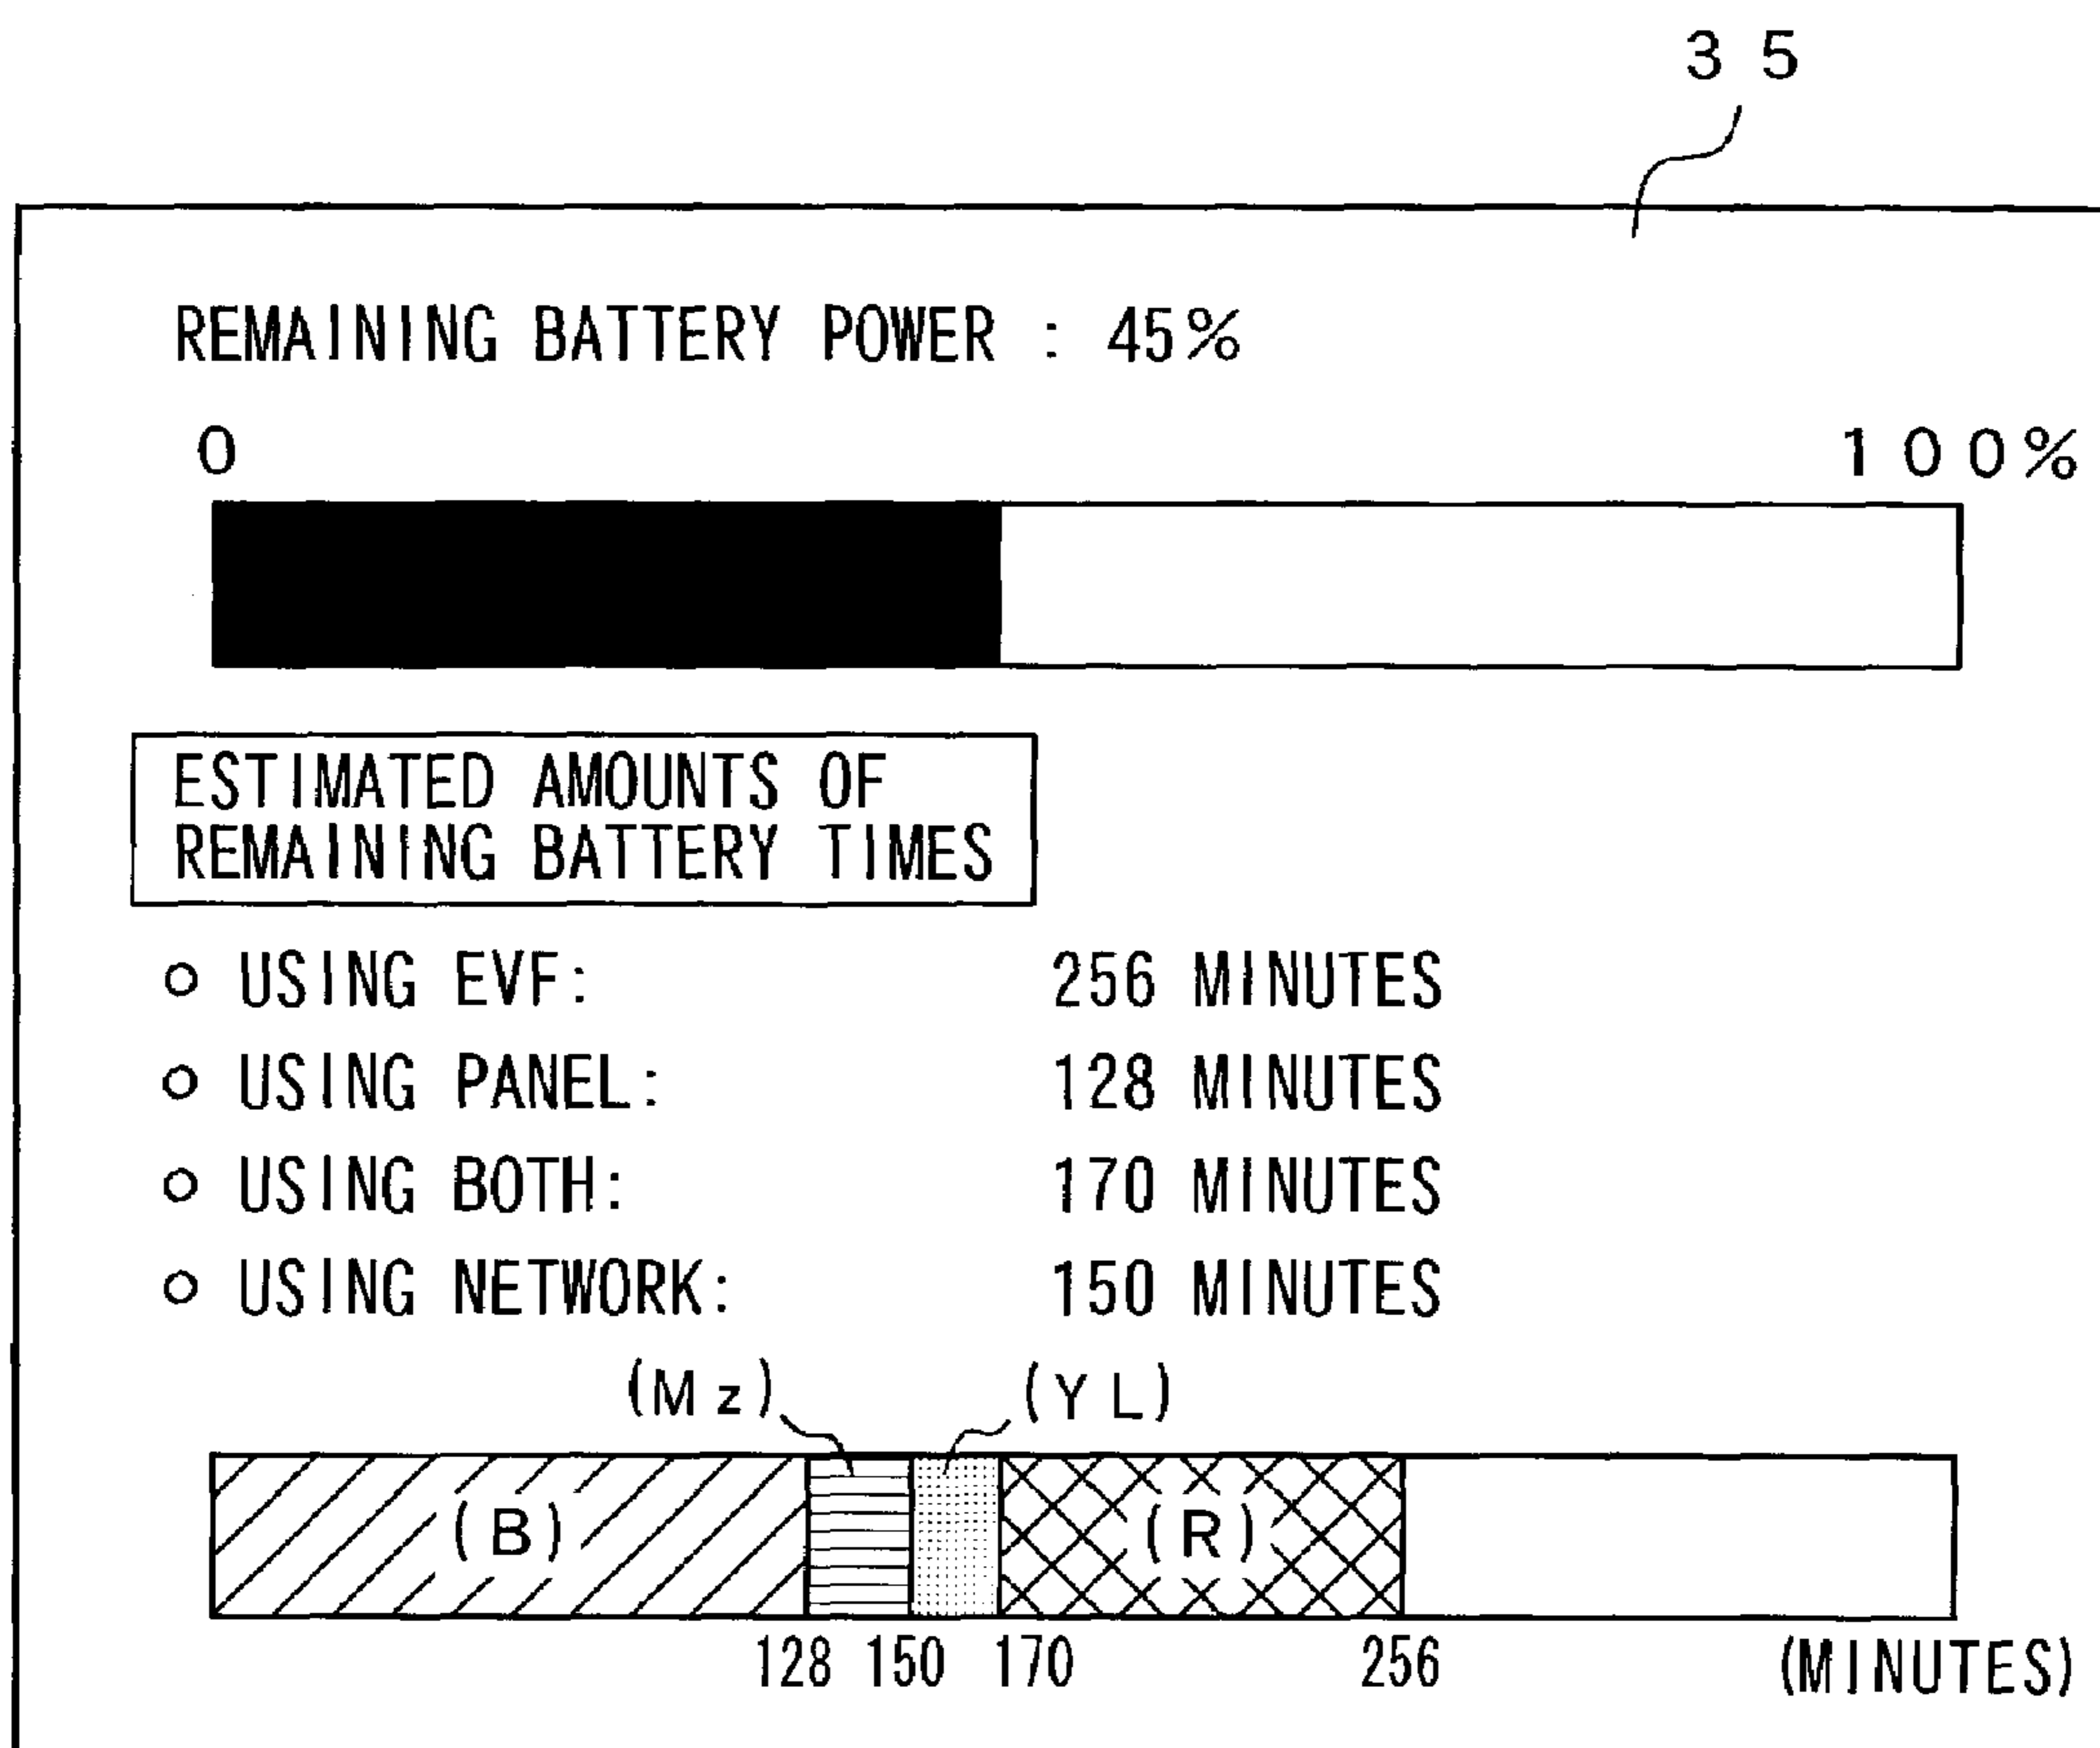 35
REMAINING BATTERY POWER : 45%
0 100%
ESTIMATED AMOUNTS OF
REMAINING BATTERY TIMES
○ USING EVF: 256 MINUTES
○ USING PANEL: 128 MINUTES
○ USING BOTH: 170 MINUTES
○ USING NETWORK: 150 MINUTES
(Mz) (YL)
(B) (R)
128 150 170 256 (MINUTES)